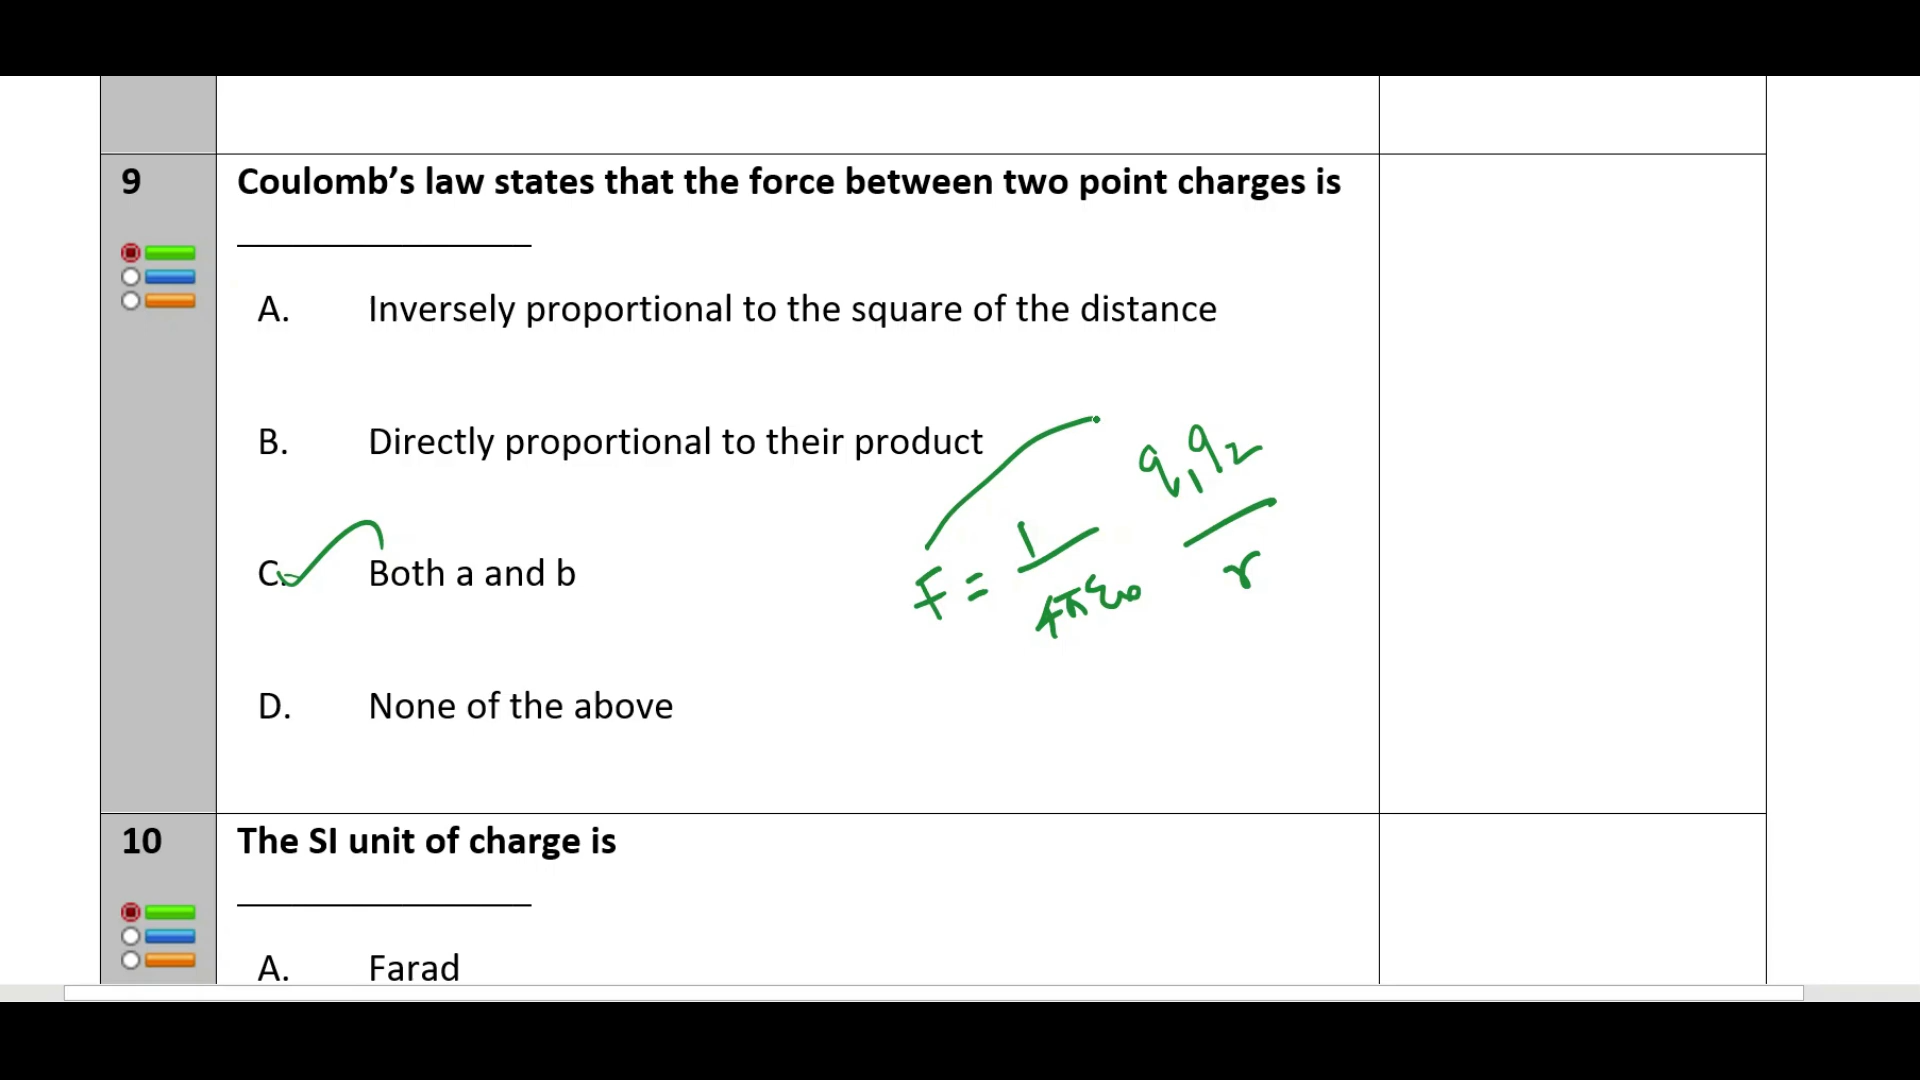 9 Coulomb’s law states that the force between two point charges is
________________
A. Inversely proportional to the square of the distance
B. Directly proportional to their product
C. Both a and b
D. None of the above
F = 1/4πε₀ q₁q₂/r
10 The SI unit of charge is
________________
A. Farad